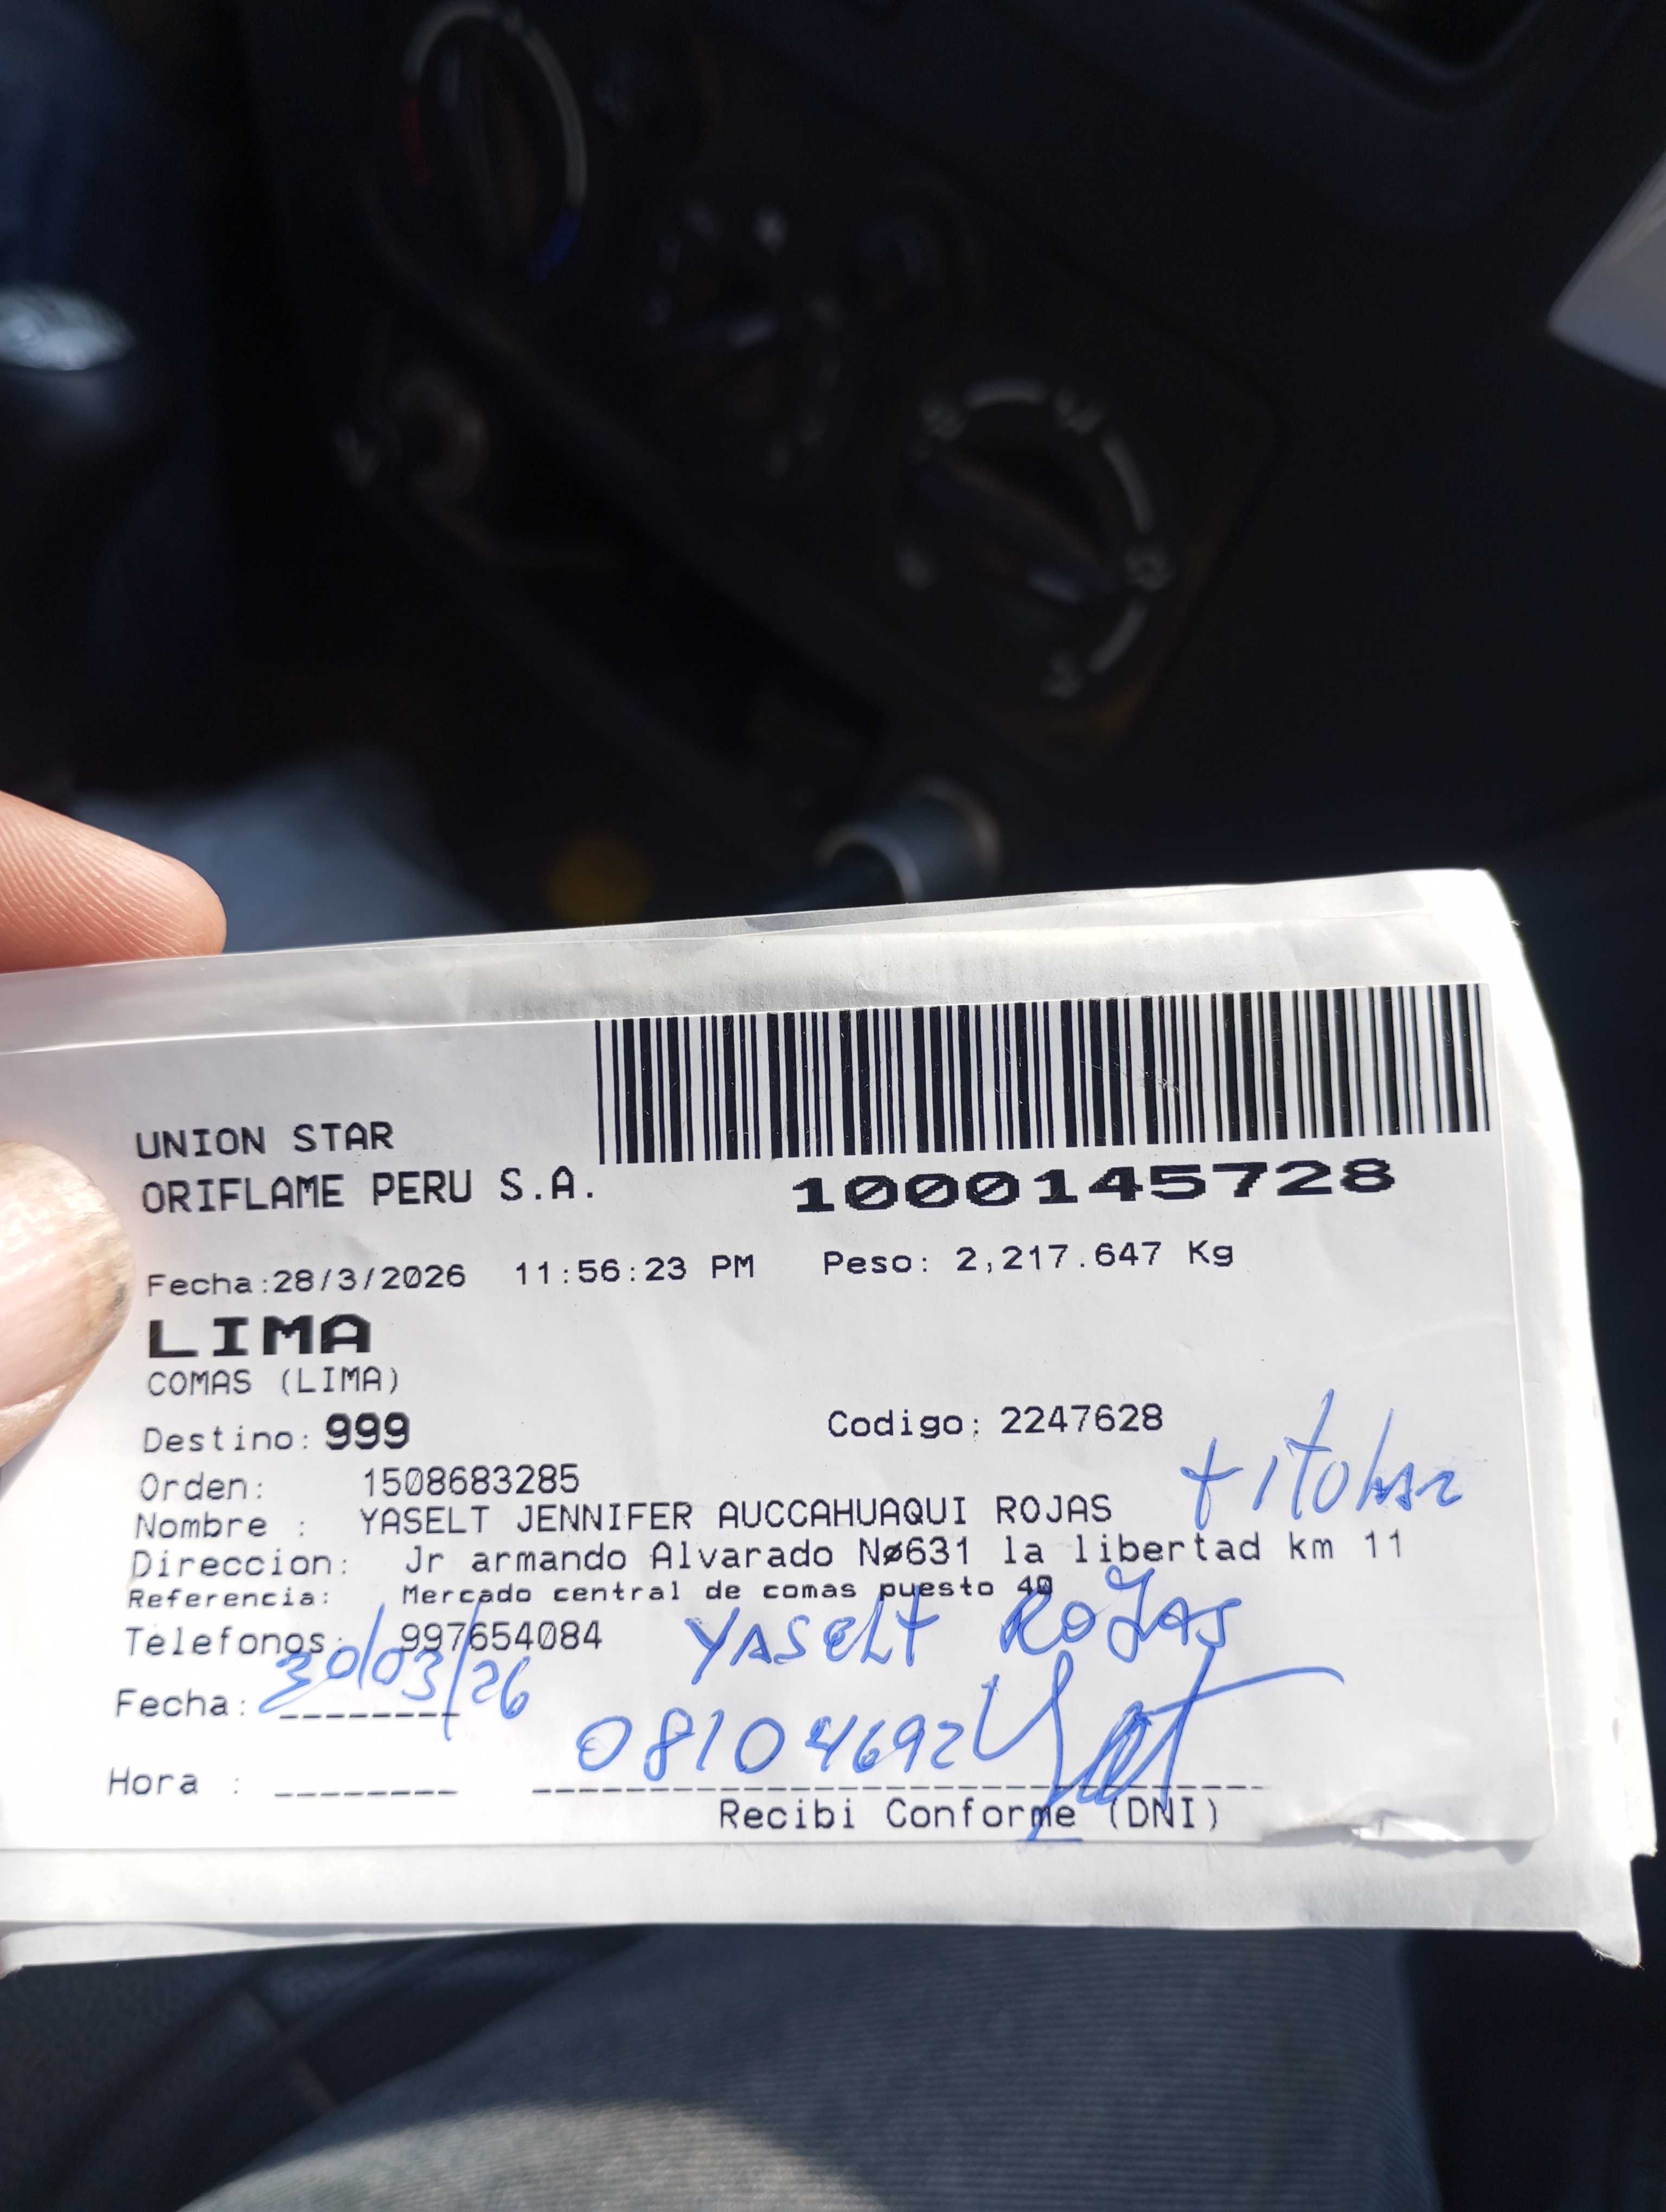 UNION STAR
ORIFLAME PERU S.A.
1000145728
Fecha:28/3/2026 11:56:23 PM Peso: 2,217.647 Kg
LIMA
COMAS (LIMA)
Destino: 999 Codigo: 2247628
Orden: 1508683285
titular
Nombre : YASELT JENNIFER AUCCAHUAQUI ROJAS
Direccion: Jr armando Alvarado Nø631 la libertad km 11
Referencia: Mercado central de comas puesto 40
Telefonos: 997654084 YASELT ROJAS
Fecha: 30/03/26
08104692
Hora :
Recibi Conforme (DNI)